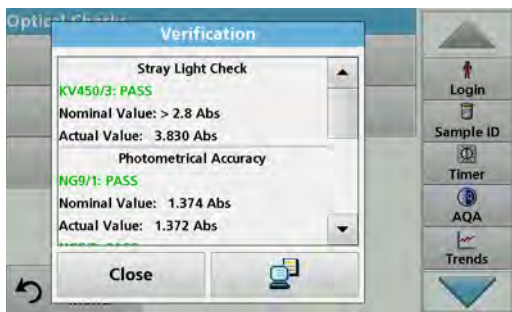 Optical Checks
Verification
Stray Light Check
KV450/3: PASS
Nominal Value: > 2.8 Abs
Actual Value: 3.830 Abs
Photometrical Accuracy
NG9/1: PASS
Nominal Value: 1.374 Abs
Actual Value: 1.372 Abs
Close
Login
Sample ID
Timer
AQA
Trends